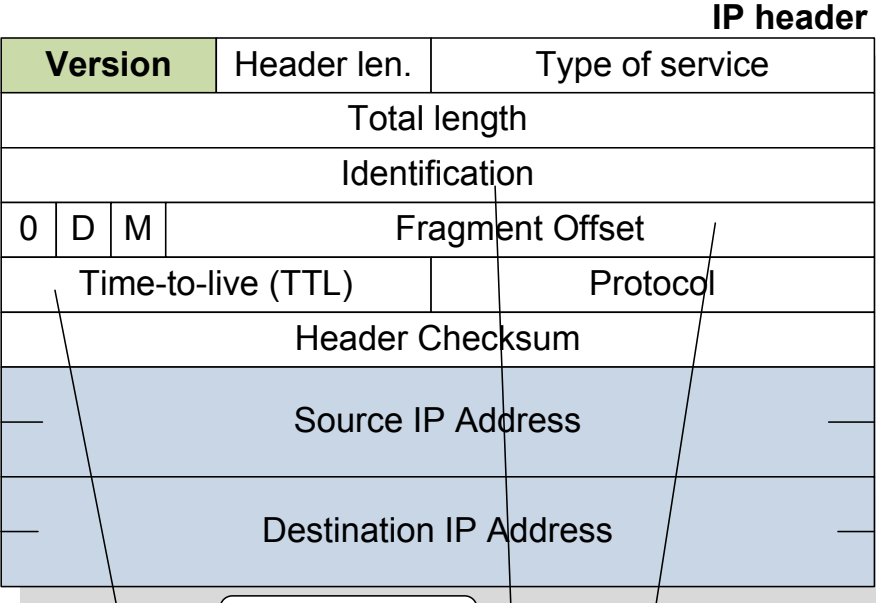 IP header
Version Header len. Type of service
Total length
Identification
0 D M Fragment Offset
Time-to-live (TTL) Protocol
Header Checksum
Source IP Address
Destination IP Address